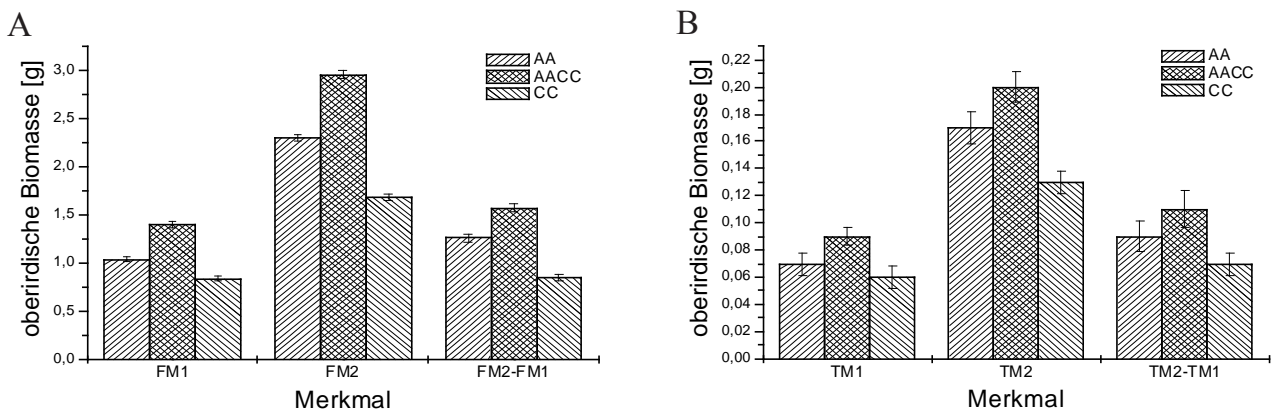 A
oberirdische Biomasse [g]
3,0
2,5
2,0
1,5
1,0
0,5
0,0
AA
AACC
CC
FM1
FM2
FM2-FM1
Merkmal
B
oberirdische Biomasse [g]
0,22
0,20
0,18
0,16
0,14
0,12
0,10
0,08
0,06
0,04
0,02
0,00
AA
AACC
CC
TM1
TM2
TM2-TM1
Merkmal